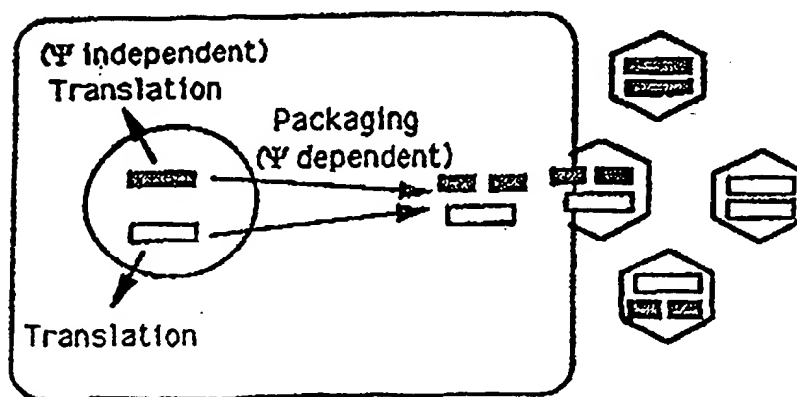 (Ψ independent)
Translation
Packaging
(Ψ dependent)
Translation